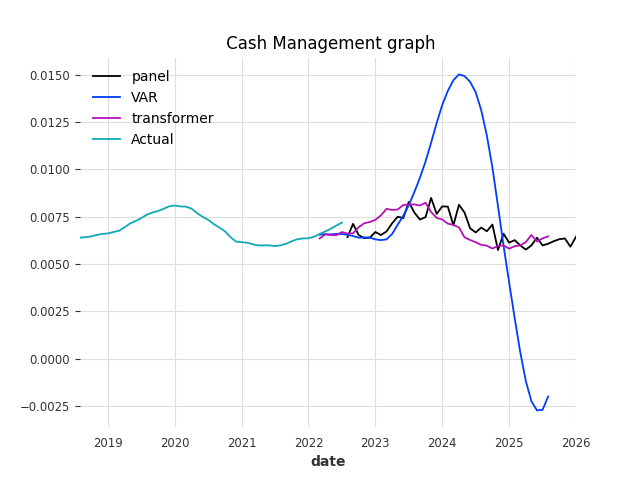 Cash Management graph
panel
VAR
transformer
Actual
0.0150
0.0125
0.0100
0.0075
0.0050
0.0025
0.0000
−0.0025
2019 2020 2021 2022 2023 2024 2025 2026
date